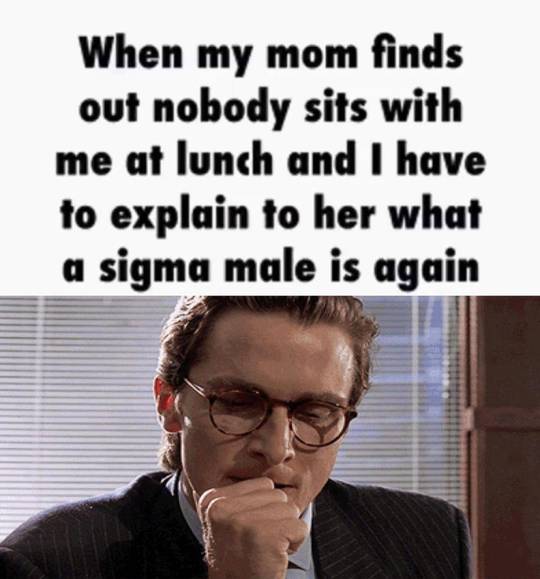 When my mom finds
out nobody sits with
me at lunch and I have
to explain to her what
a sigma male is again